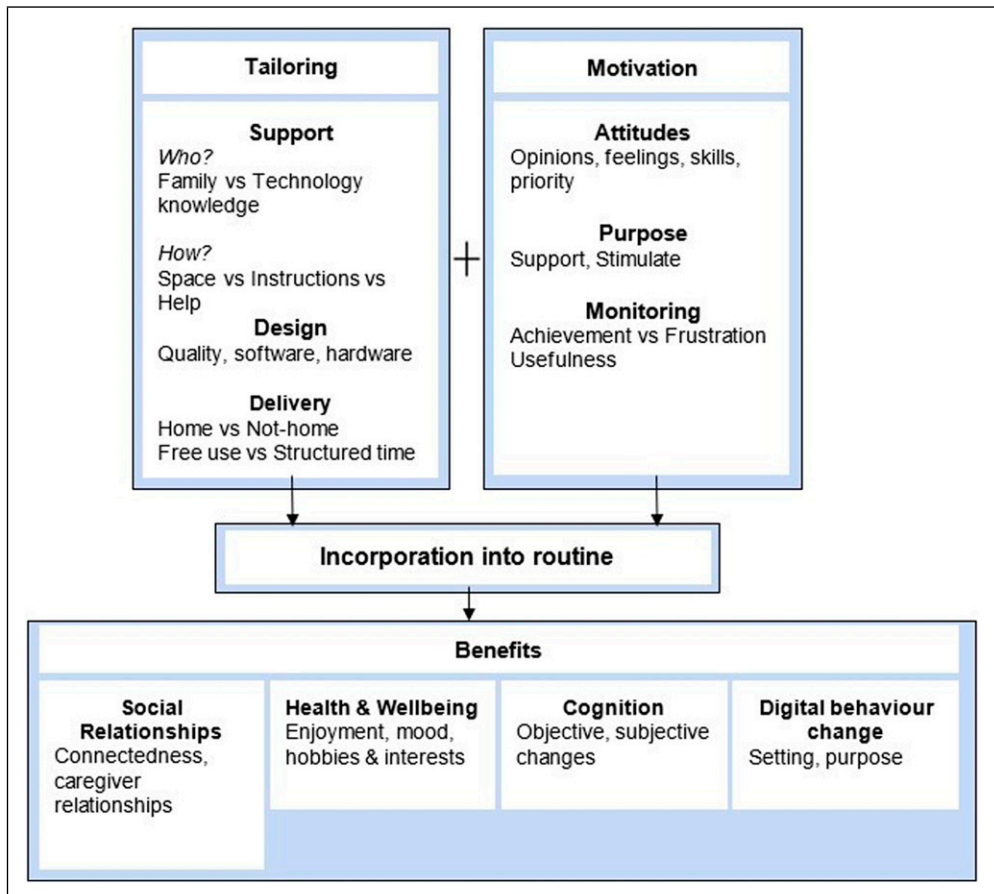 Tailoring
Support
Who?
Family vs Technology
knowledge
How?
Space vs Instructions vs
Help
Design
Quality, software, hardware
Delivery
Home vs Not-home
Free use vs Structured time
+
Motivation
Attitudes
Opinions, feelings, skills,
priority
Purpose
Support, Stimulate
Monitoring
Achievement vs Frustration
Usefulness
Incorporation into routine
Benefits
Social
Relationships
Connectedness,
caregiver
relationships
Health & Wellbeing
Enjoyment, mood,
hobbies & interests
Cognition
Objective, subjective
changes
Digital behaviour
change
Setting, purpose